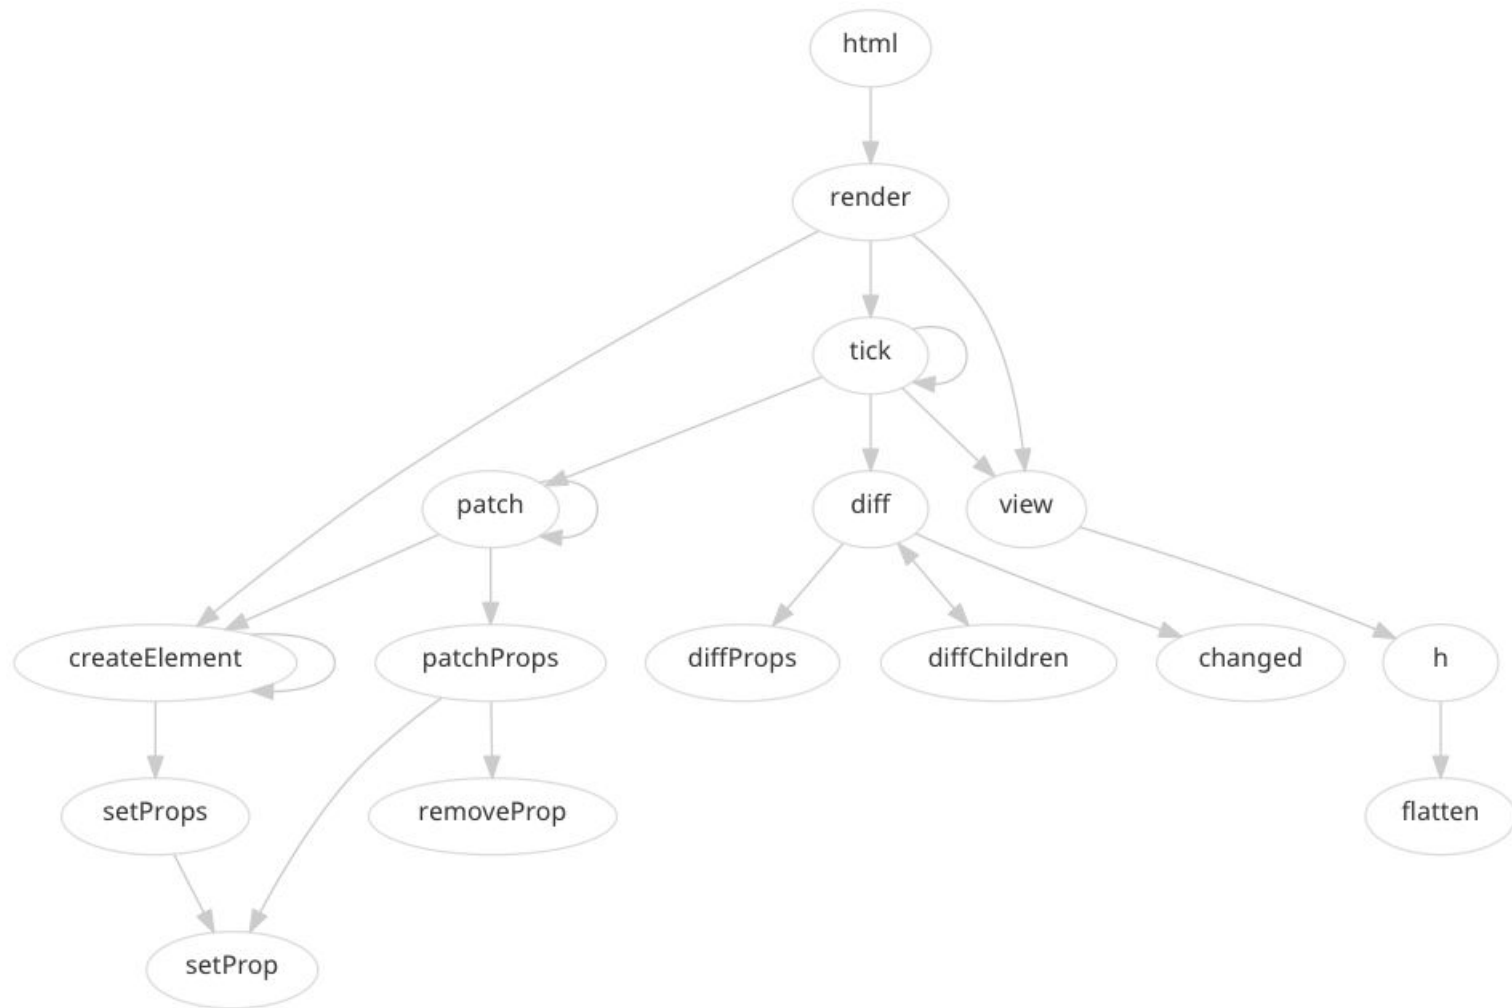 html
render
tick
patch
diff
view
createElement
patchProps
diffProps
diffChildren
changed
h
setProps
removeProp
flatten
setProp